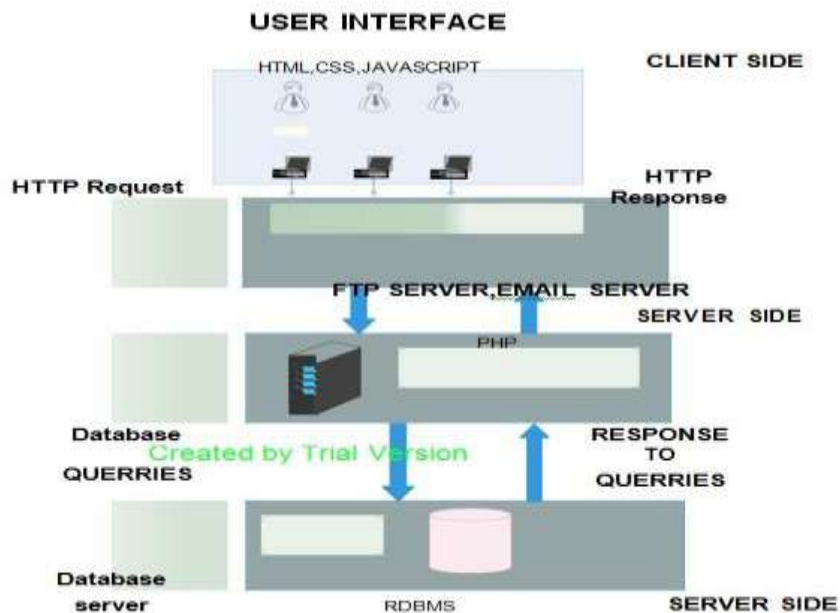 USER INTERFACE
HTML,CSS,JAVASCRIPT
CLIENT SIDE
HTTP Request
HTTP
Response
FTP SERVER,EMAIL SERVER
SERVER SIDE
PHP
Database
QUERRIES
Created by Trial Version
RESPONSE
TO
QUERRIES
Database
server
RDBMS
SERVER SIDE